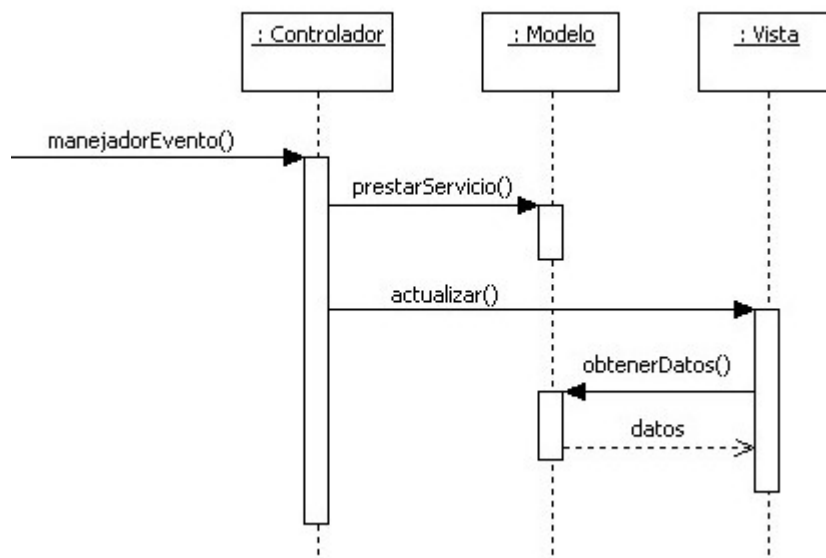 : Controlador
: Modelo
: Vista
manejadorEvento()
prestarServicio()
actualizar()
obtenerDatos()
datos